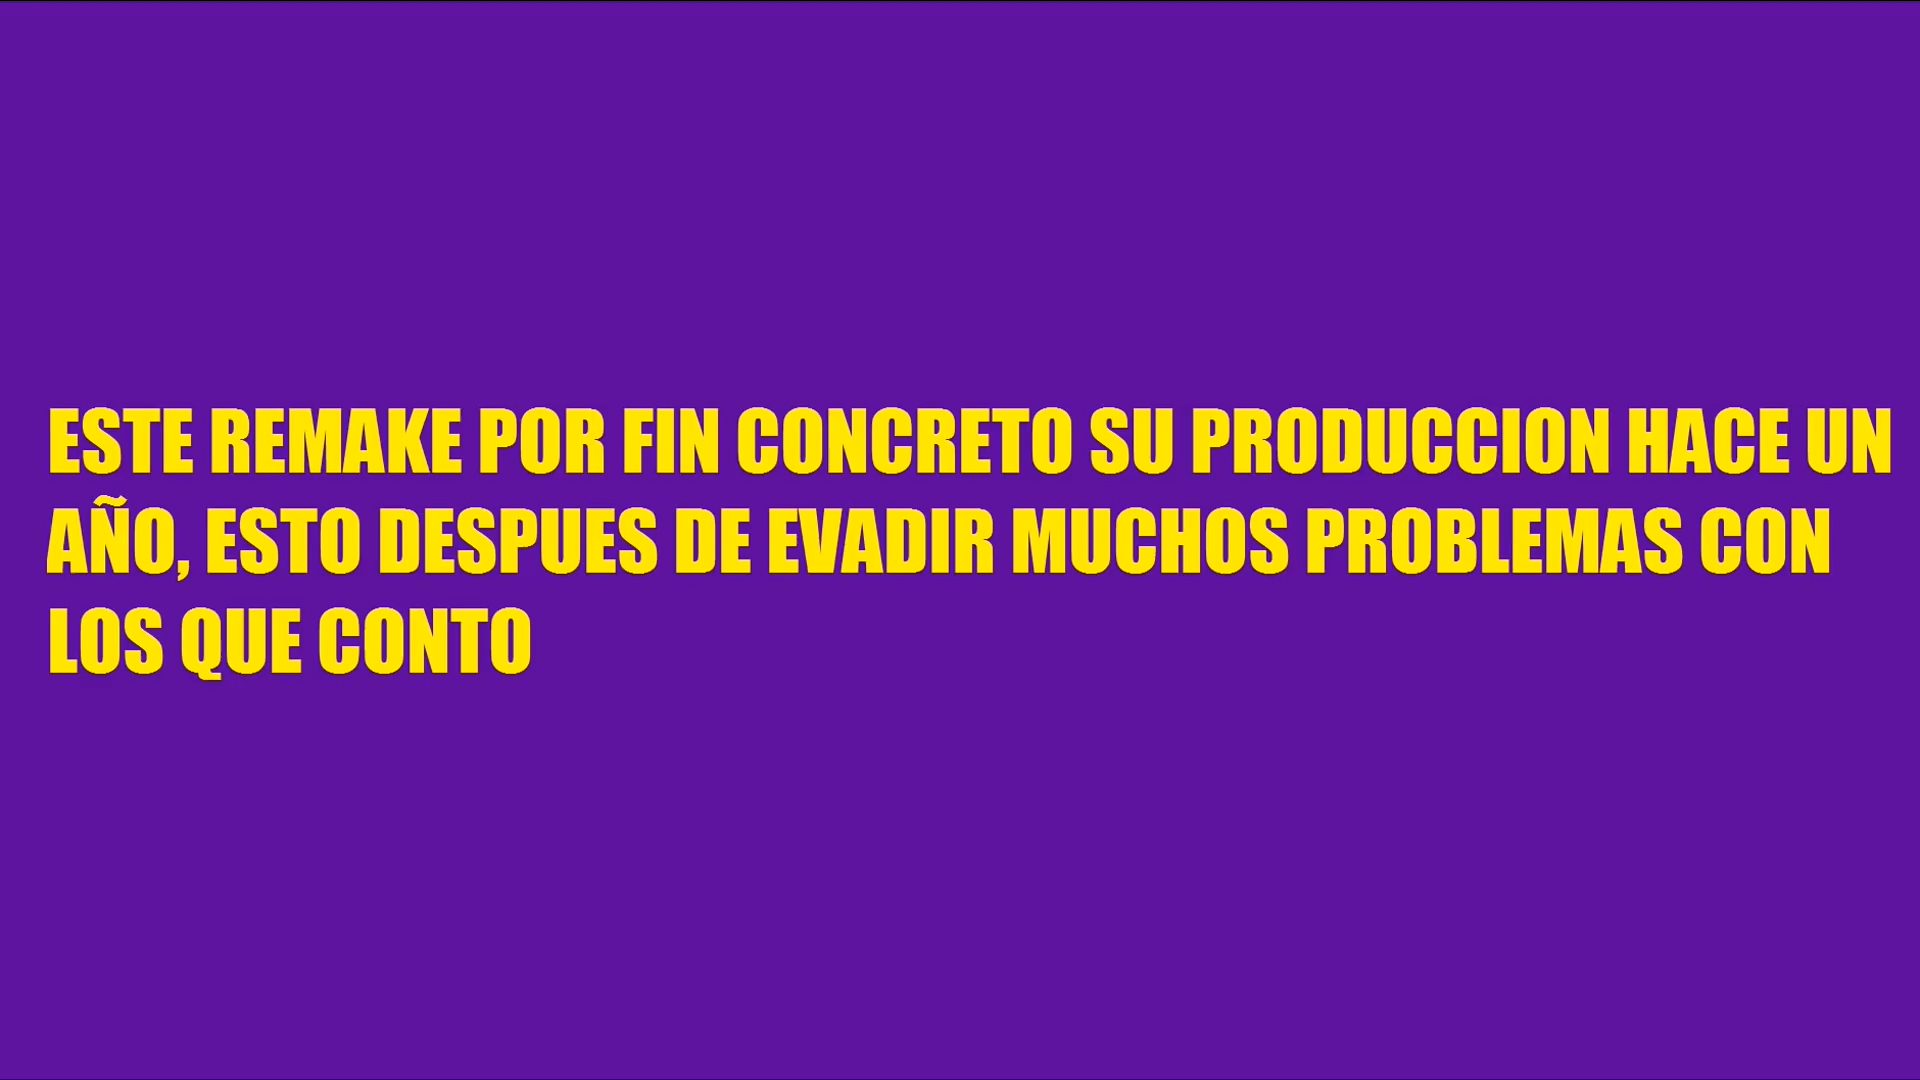 ESTE REMAKE POR FIN CONCRETO SU PRODUCCION HACE UN
AÑO, ESTO DESPUES DE EVADIR MUCHOS PROBLEMAS CON
LOS QUE CONTO